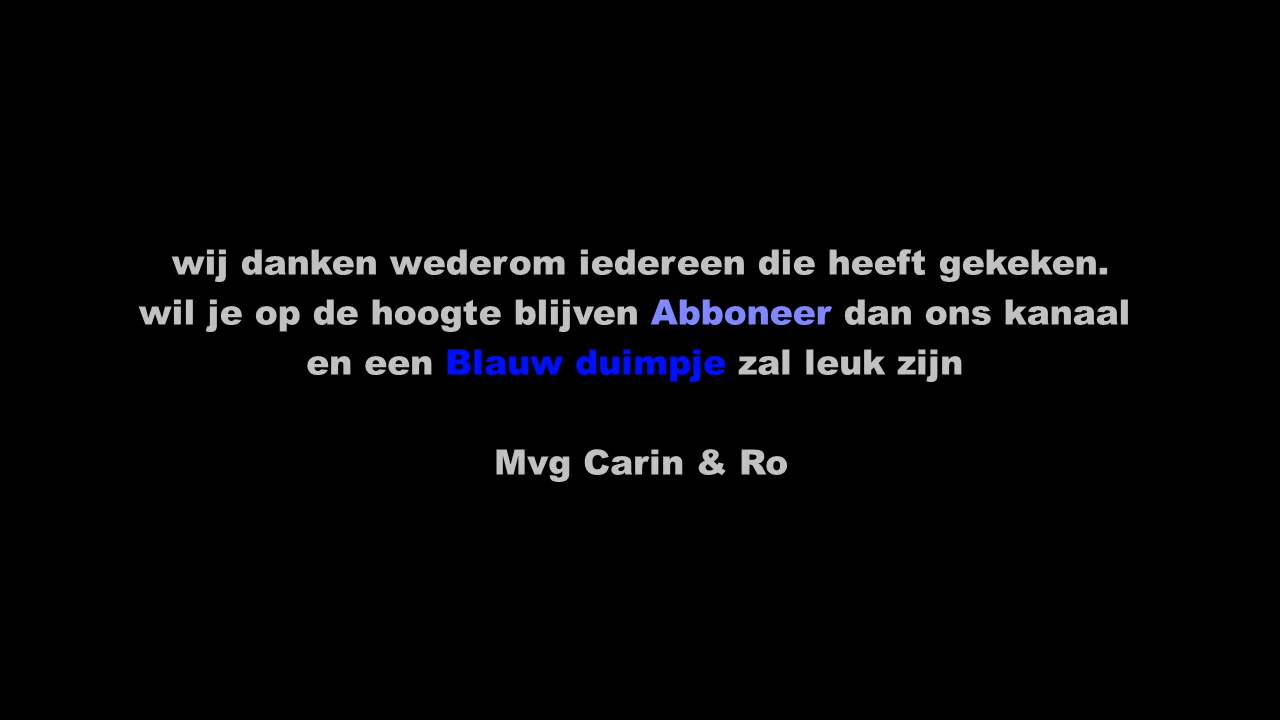 wij danken wederom iedereen die heeft gekeken.
wil je op de hoogte blijven Abboneer dan ons kanaal
en een Blauw duimpje zal leuk zijn
Mvg Carin & Ro